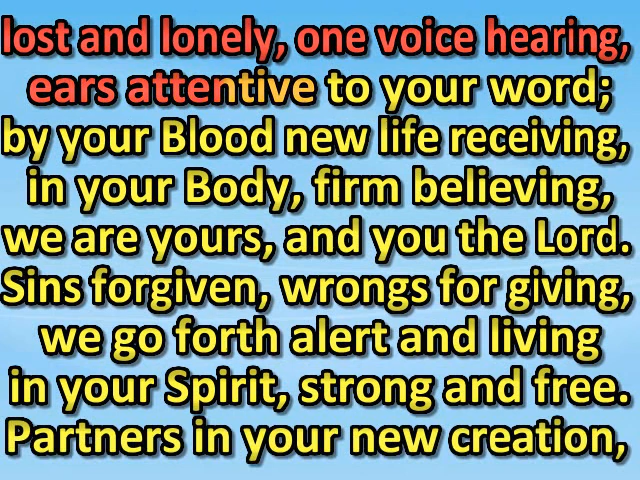 lost and lonely, one voice hearing,
ears attentive to your word;
by your Blood new life receiving,
in your Body, firm believing,
we are yours, and you the Lord.
Sins forgiven, wrongs for giving,
we go forth alert and living
in your Spirit, strong and free.
Partners in your new creation,